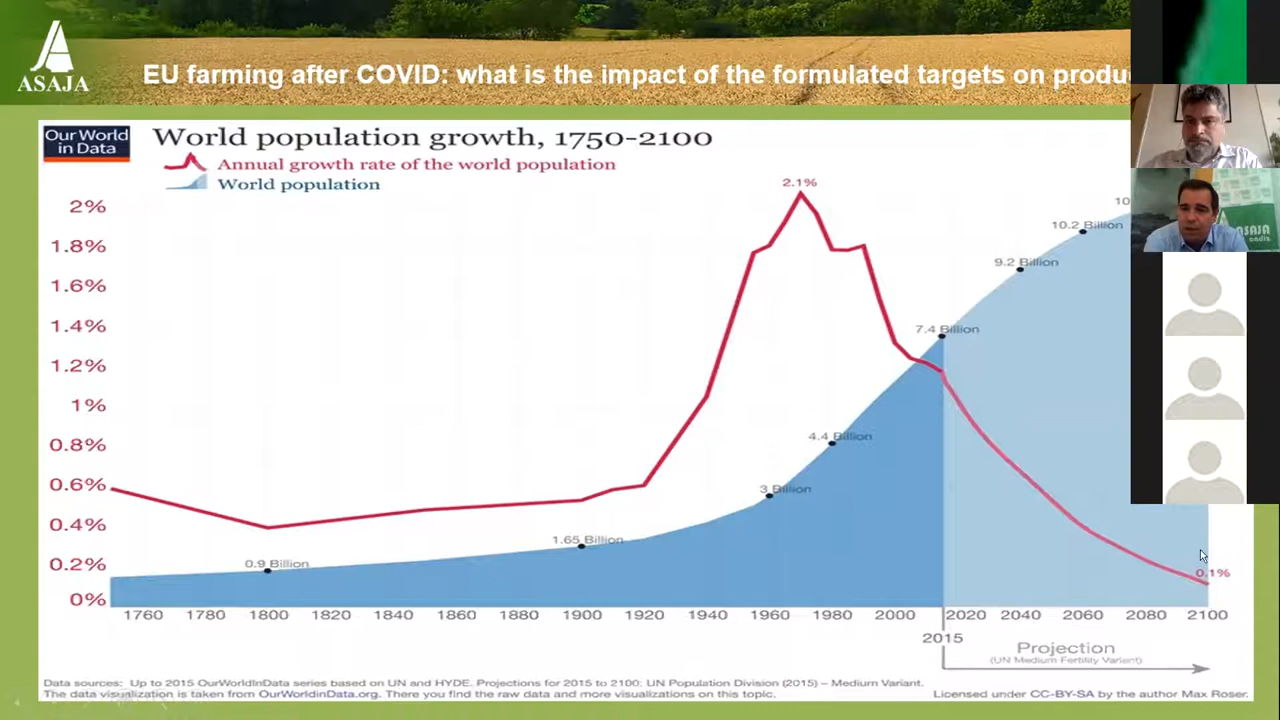 ASAJA
EU farming after COVID: what is the impact of the formulated targets on
Our World
in Data
World population growth, 1750-2100
Annual growth rate of the world population
World population
2.1%
2%
1.8%
1.6%
1.4%
1.2%
1%
0.8%
0.6%
0.4%
0.2%
0%
0.9 Billion
1.65 Billion
3 Billion
4.4 Billion
7.4 Billion
9.2 Billion
10.2 Billion
10
0.1%
ASAJA
1760 1780 1800 1820 1840 1860 1880 1900 1920 1940 1960 1980 2000 2020 2040 2060 2080 2100
2015
Projection
(UN Medium Fertility Variant)
Data sources: Up to 2015 OurWorldInData series based on UN and HYDE. Projections for 2015 to 2100: UN Population Division (2015) – Medium Variant.
The data visualization is taken from OurWorldinData.org. There you find the raw data and more visualizations on this topic.
Licensed under CC-BY-SA by the author Max Roser.